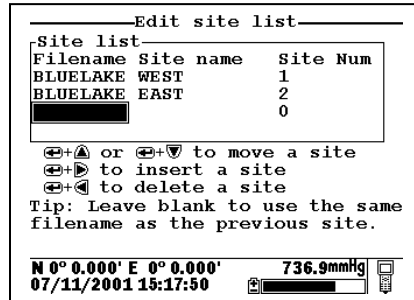 Edit site list
Site list
Filename Site name Site Num
BLUELAKE WEST 1
BLUELAKE EAST 2
0
+ or + to move a site
+ to insert a site
+ to delete a site
Tip: Leave blank to use the same
filename as the previous site.
N 0° 0.000' E 0° 0.000' 736.9mmHg
07/11/2001 15:17:50